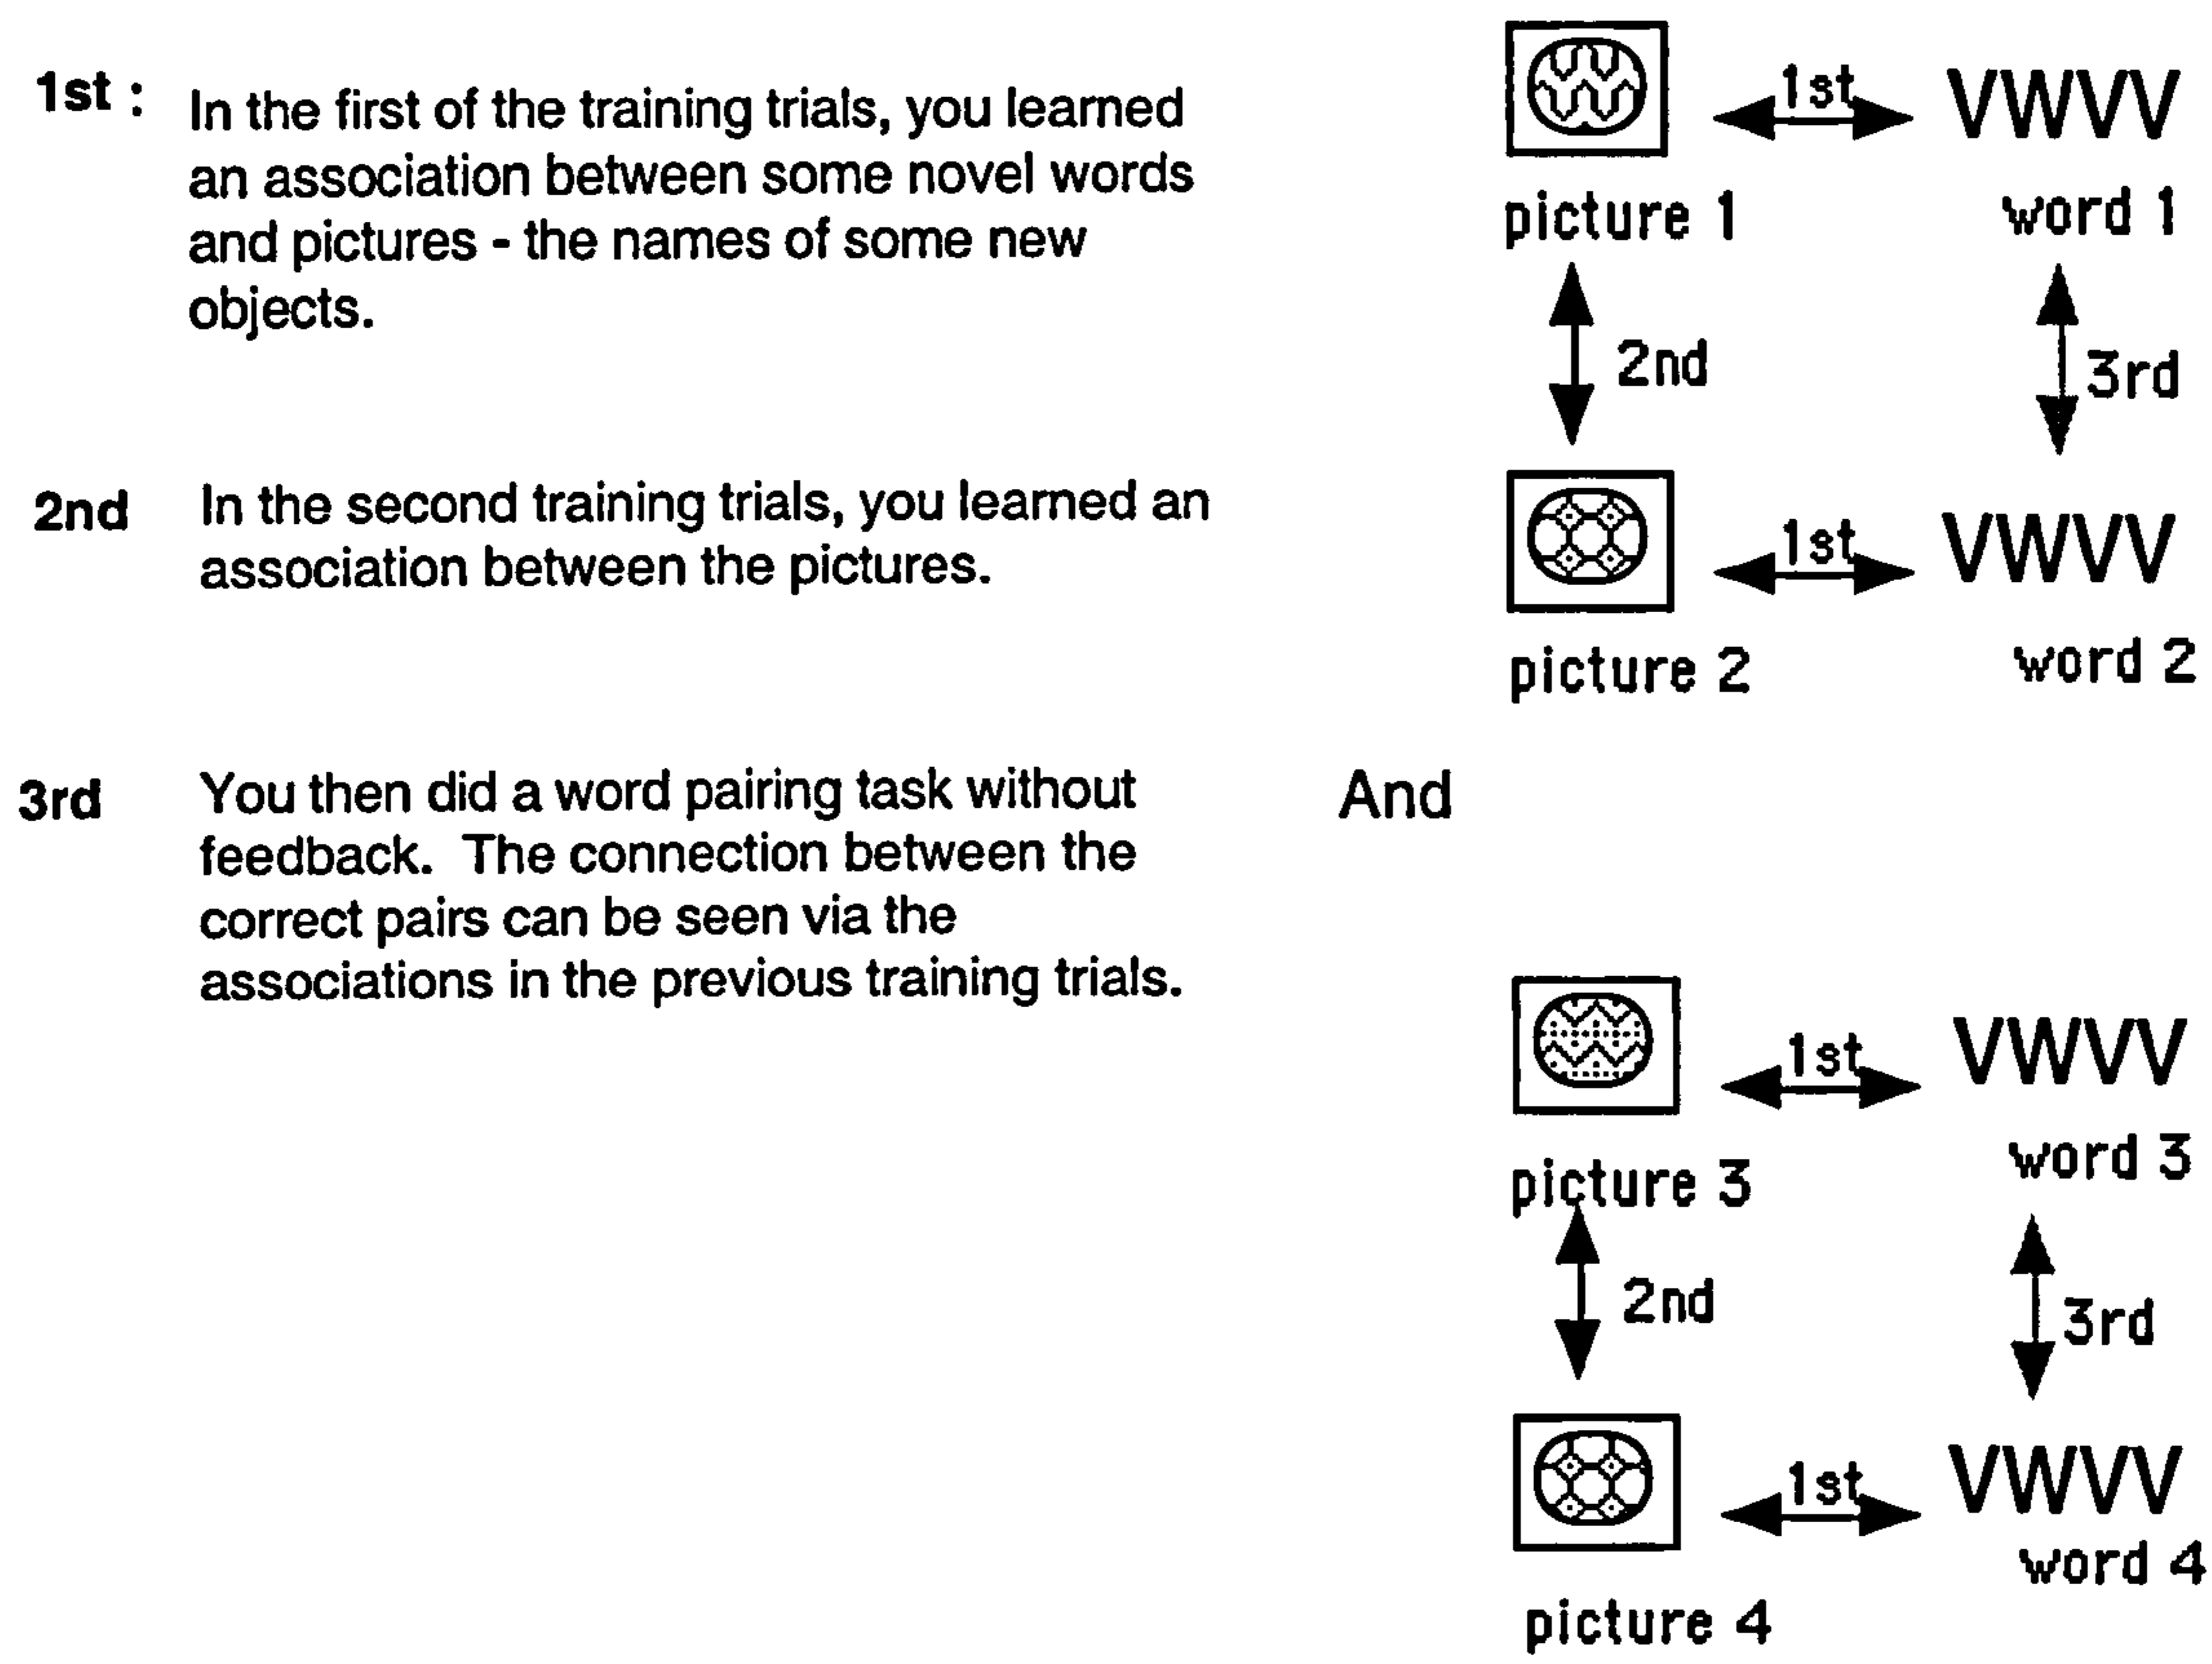 1st : In the first of the training trials, you learned
an association between some novel words
and pictures - the names of some new
objects.
2nd In the second training trials, you learned an
association between the pictures.
3rd You then did a word pairing task without
feedback. The connection between the
correct pairs can be seen via the
associations in the previous training trials.
1st VWVV
picture 1 word 1
2nd 3rd
1st VWVV
picture 2 word 2
And
1st VWVV
picture 3 word 3
2nd 3rd
1st VWVV
picture 4 word 4